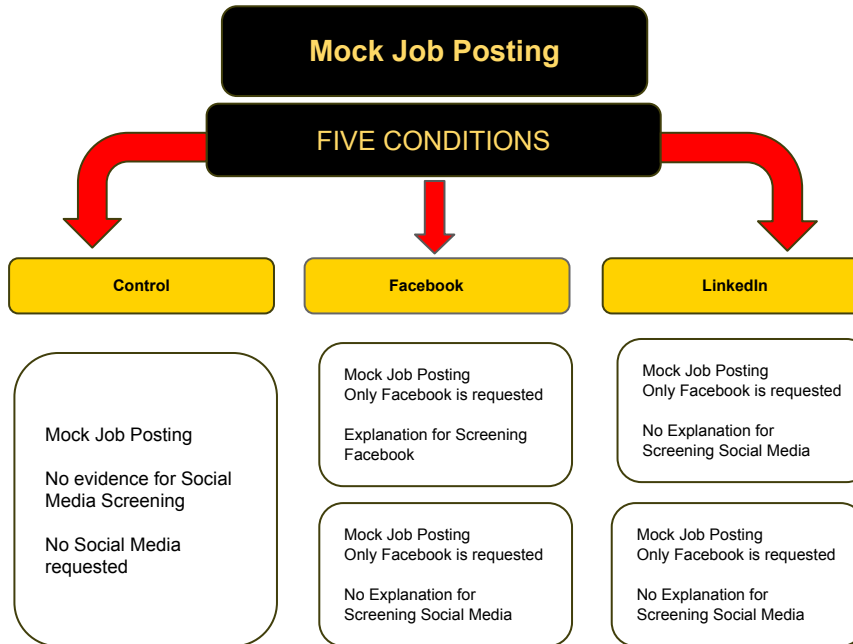 Mock Job Posting
FIVE CONDITIONS
Control
Facebook
LinkedIn
Mock Job Posting
No evidence for Social
Media Screening
No Social Media
requested
Mock Job Posting
Only Facebook is requested
Explanation for Screening
Facebook
Mock Job Posting
Only Facebook is requested
No Explanation for
Screening Social Media
Mock Job Posting
Only Facebook is requested
No Explanation for
Screening Social Media
Mock Job Posting
Only Facebook is requested
No Explanation for
Screening Social Media